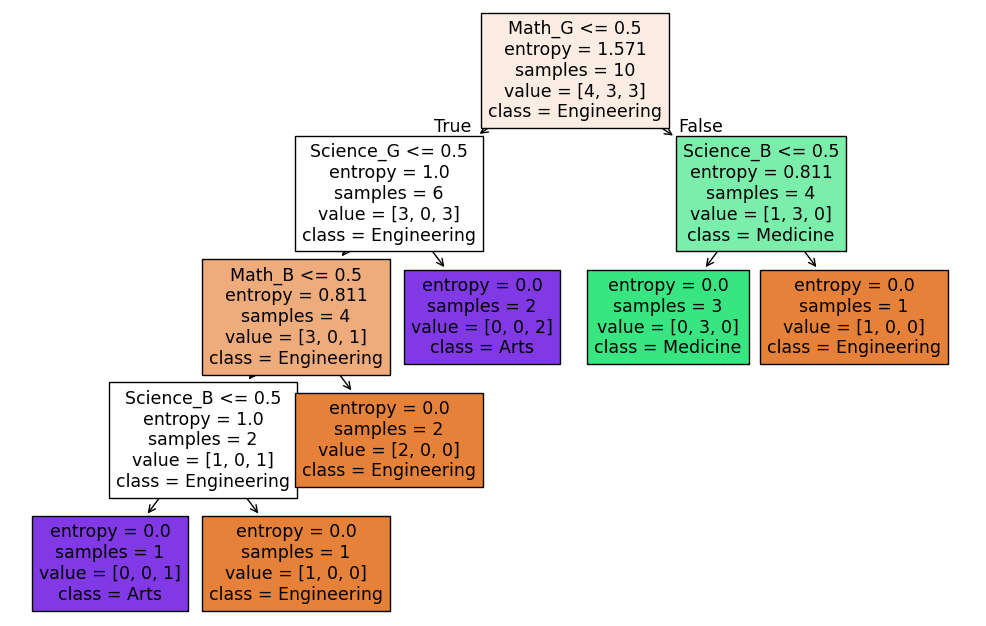 Math_G <= 0.5
entropy = 1.571
samples = 10
value = [4, 3, 3]
class = Engineering
True
False
Science_G <= 0.5
entropy = 1.0
samples = 6
value = [3, 0, 3]
class = Engineering
Science_B <= 0.5
entropy = 0.811
samples = 4
value = [1, 3, 0]
class = Medicine
Math_B <= 0.5
entropy = 0.811
samples = 4
value = [3, 0, 1]
class = Engineering
entropy = 0.0
samples = 2
value = [0, 0, 2]
class = Arts
entropy = 0.0
samples = 3
value = [0, 3, 0]
class = Medicine
entropy = 0.0
samples = 1
value = [1, 0, 0]
class = Engineering
Science_B <= 0.5
entropy = 1.0
samples = 2
value = [1, 0, 1]
class = Engineering
entropy = 0.0
samples = 2
value = [2, 0, 0]
class = Engineering
entropy = 0.0
samples = 1
value = [0, 0, 1]
class = Arts
entropy = 0.0
samples = 1
value = [1, 0, 0]
class = Engineering